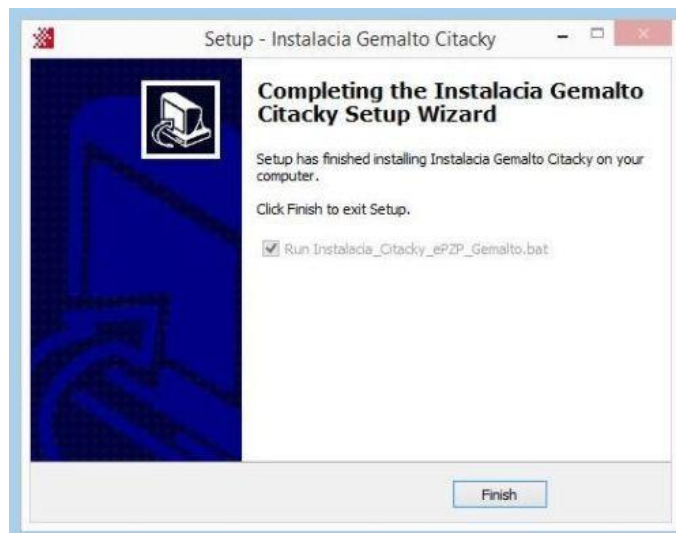 Setup - Instalacia Gemalto Citacky
Completing the Instalacia Gemalto
Citacky Setup Wizard
Setup has finished installing Instalacia Gemalto Citacky on your
computer.
Click Finish to exit Setup.
Run Instalacia_Citacky_ePZP_Gemalto.bat
Finish